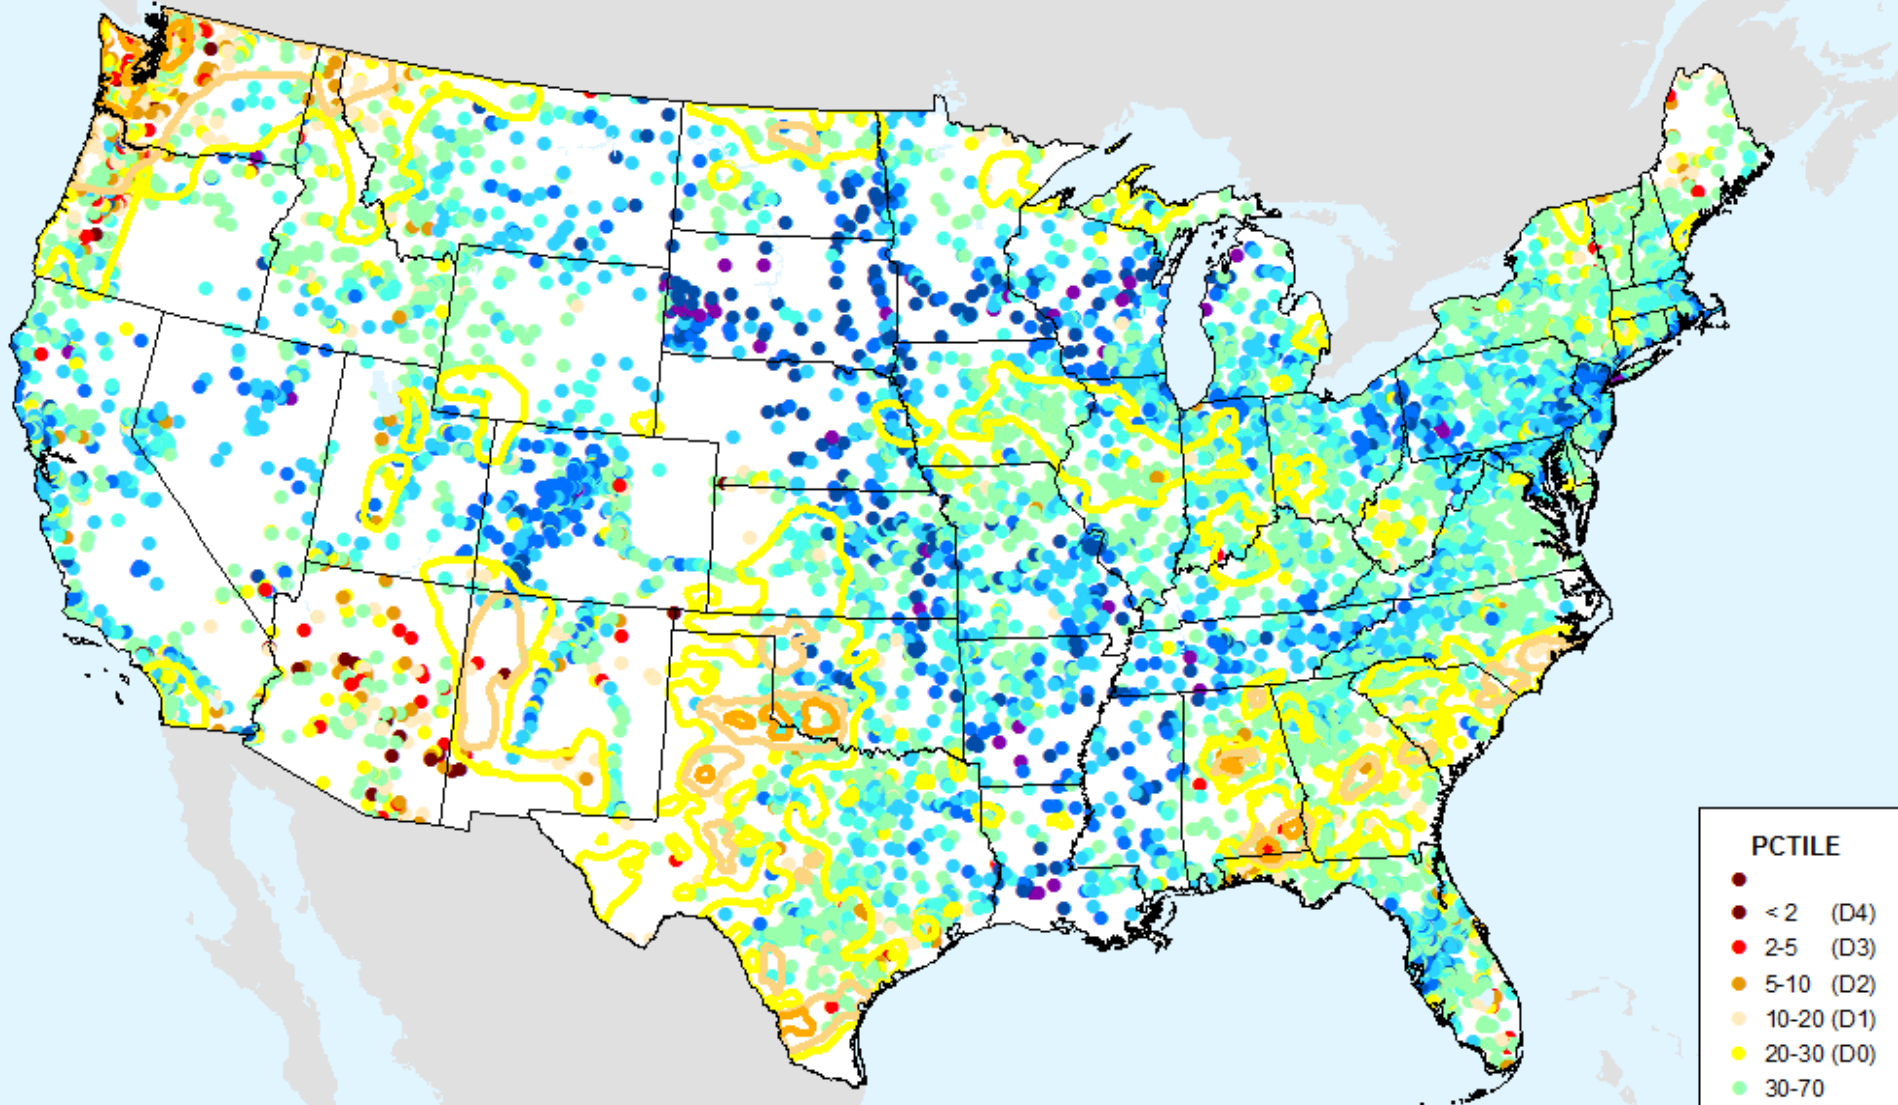 PCTILE
< 2 (D4)
2-5 (D3)
5-10 (D2)
10-20 (D1)
20-30 (D0)
30-70